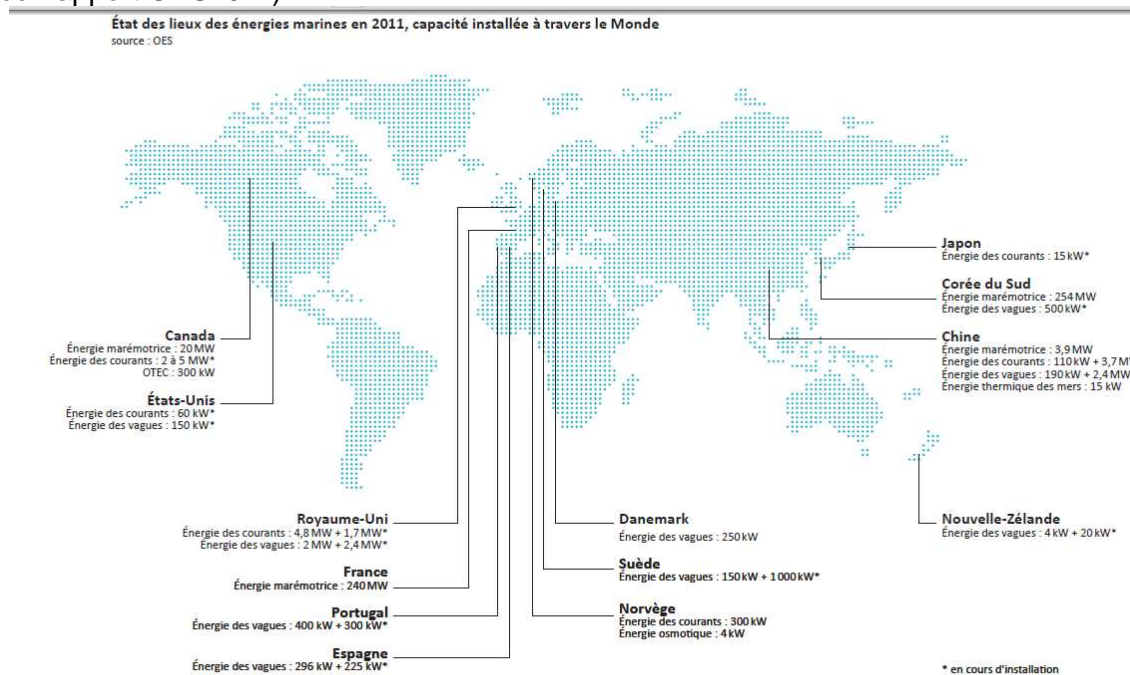 État des lieux des énergies marines en 2011, capacité installée à travers le Monde
source : OES
Canada
Énergie marémotrice : 20 MW
Énergie des courants : 2 à 5 MW*
OTEC : 300 kW
États-Unis
Énergie des courants : 60 kW*
Énergie des vagues : 150 kW*
Japon
Énergie des courants : 15 kW*
Corée du Sud
Énergie marémotrice : 254 MW
Énergie des vagues : 500 kW*
Chine
Énergie marémotrice : 3,9 MW
Énergie des courants : 110 kW + 3,7
Énergie des vagues : 190 kW + 2,4 MW
Énergie thermique des mers : 15 kW
Royaume-Uni
Énergie des courants : 4,8 MW + 1,7 MW*
Énergie des vagues : 2 MW + 2,4 MW*
France
Énergie marémotrice : 240 MW
Portugal
Énergie des vagues : 400 kW + 300 kW*
Espagne
Énergie des vagues : 296 kW + 225 kW*
Danemark
Énergie des vagues : 250 kW
Suède
Énergie des vagues : 150 kW + 1000 kW*
Norvège
Énergie des courants : 300 kW
Énergie osmotique : 4 kW
Nouvelle-Zélande
Énergie des vagues : 4 kW + 20 kW*
* en cours d'installation